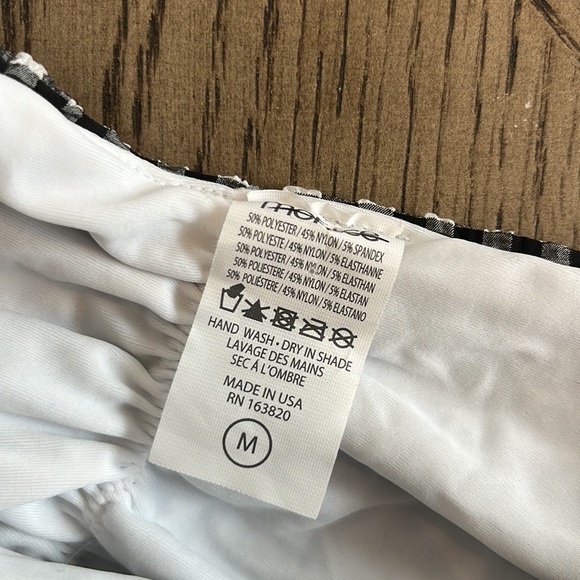 50% POLYESTER / 45% NYLON / 5% SPANDEX
50% POLYESTE / 45% NYLON / 5% ELASTHANNE
50% POLYESTER / 45% NYLON / 5% ELASTHAN
50% POLIESTERE / 45% NYLON / 5% ELASTAN
50% POLIÉSTERE / 45% NYLON / 5% ELASTANO
HAND WASH • DRY IN SHADE
LAVAGE DES MAINS
SEC Á L'OMBRE
MADE IN USA
RN 163820
M